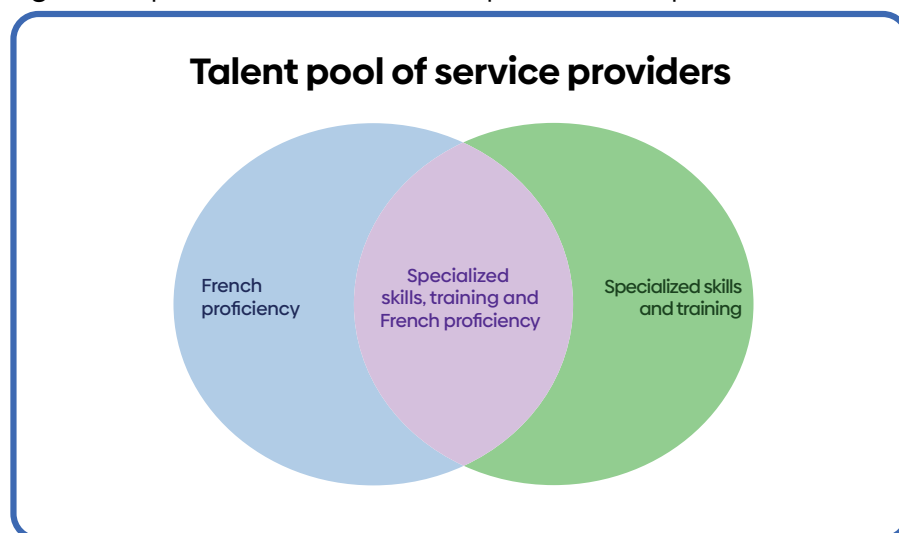 Talent pool of service providers
French
proficiency
Specialized
skills, training and
French proficiency
Specialized skills
and training